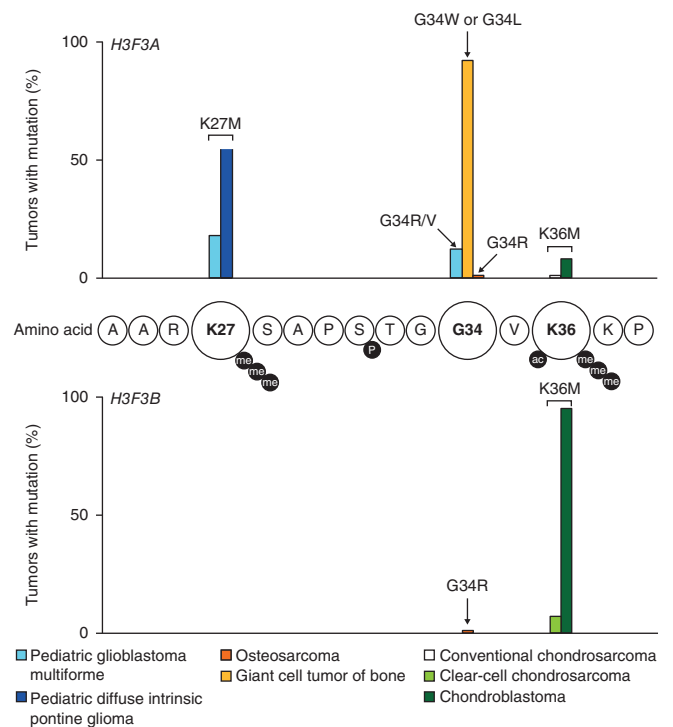 G34W or G34L
100
H3F3A
Tumors with mutation (%)
K27M
50
G34R/V
G34R
K36M
0
Amino acid A A R K27 S A P S T G G34 V K36 K P
P
me
me
me
ac
me
me
me
100
H3F3B
K36M
Tumors with mutation (%)
50
G34R
0
Pediatric glioblastoma
multiforme
Pediatric diffuse intrinsic
pontine glioma
Osteosarcoma
Giant cell tumor of bone
Conventional chondrosarcoma
Clear-cell chondrosarcoma
Chondroblastoma